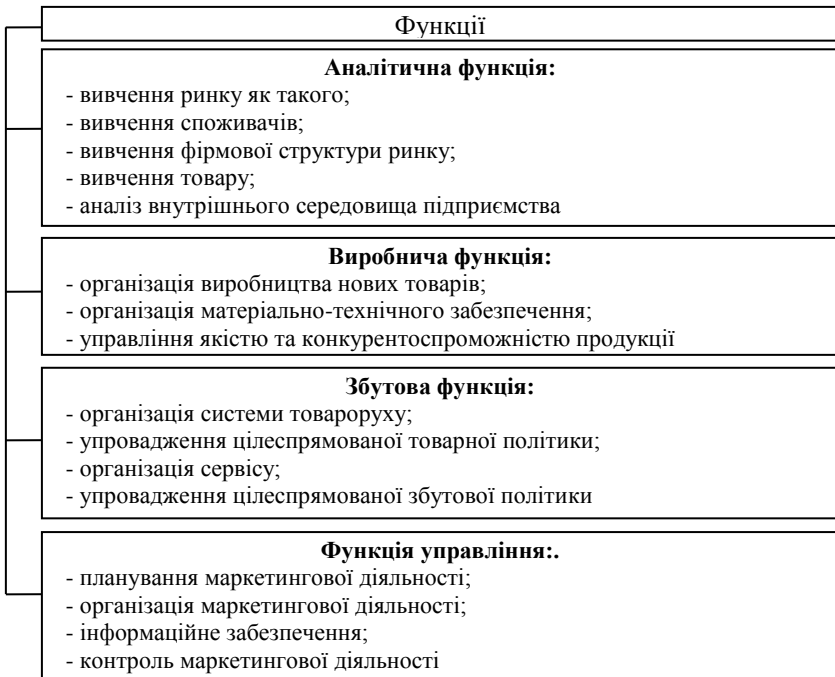 Функції
Аналітична функція:
- вивчення ринку як такого;
- вивчення споживачів;
- вивчення фірмової структури ринку;
- вивчення товару;
- аналіз внутрішнього середовища підприємства
Виробнича функція:
- організація виробництва нових товарів;
- організація матеріально-технічного забезпечення;
- управління якістю та конкурентоспроможністю продукції
Збутова функція:
- організація системи товароруху;
- упровадження цілеспрямованої товарної політики;
- організація сервісу;
- упровадження цілеспрямованої збутової політики
Функція управління:.
- планування маркетингової діяльності;
- організація маркетингової діяльності;
- інформаційне забезпечення;
- контроль маркетингової діяльності